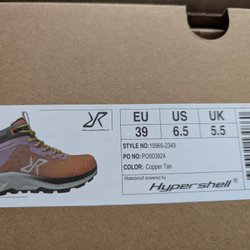 EU US UK
39 6.5 5.5
STYLE NO: 10965-2349
PO NO: PO003924
COLOR: Copper Tan
Waterproof powered by
Hypershell®